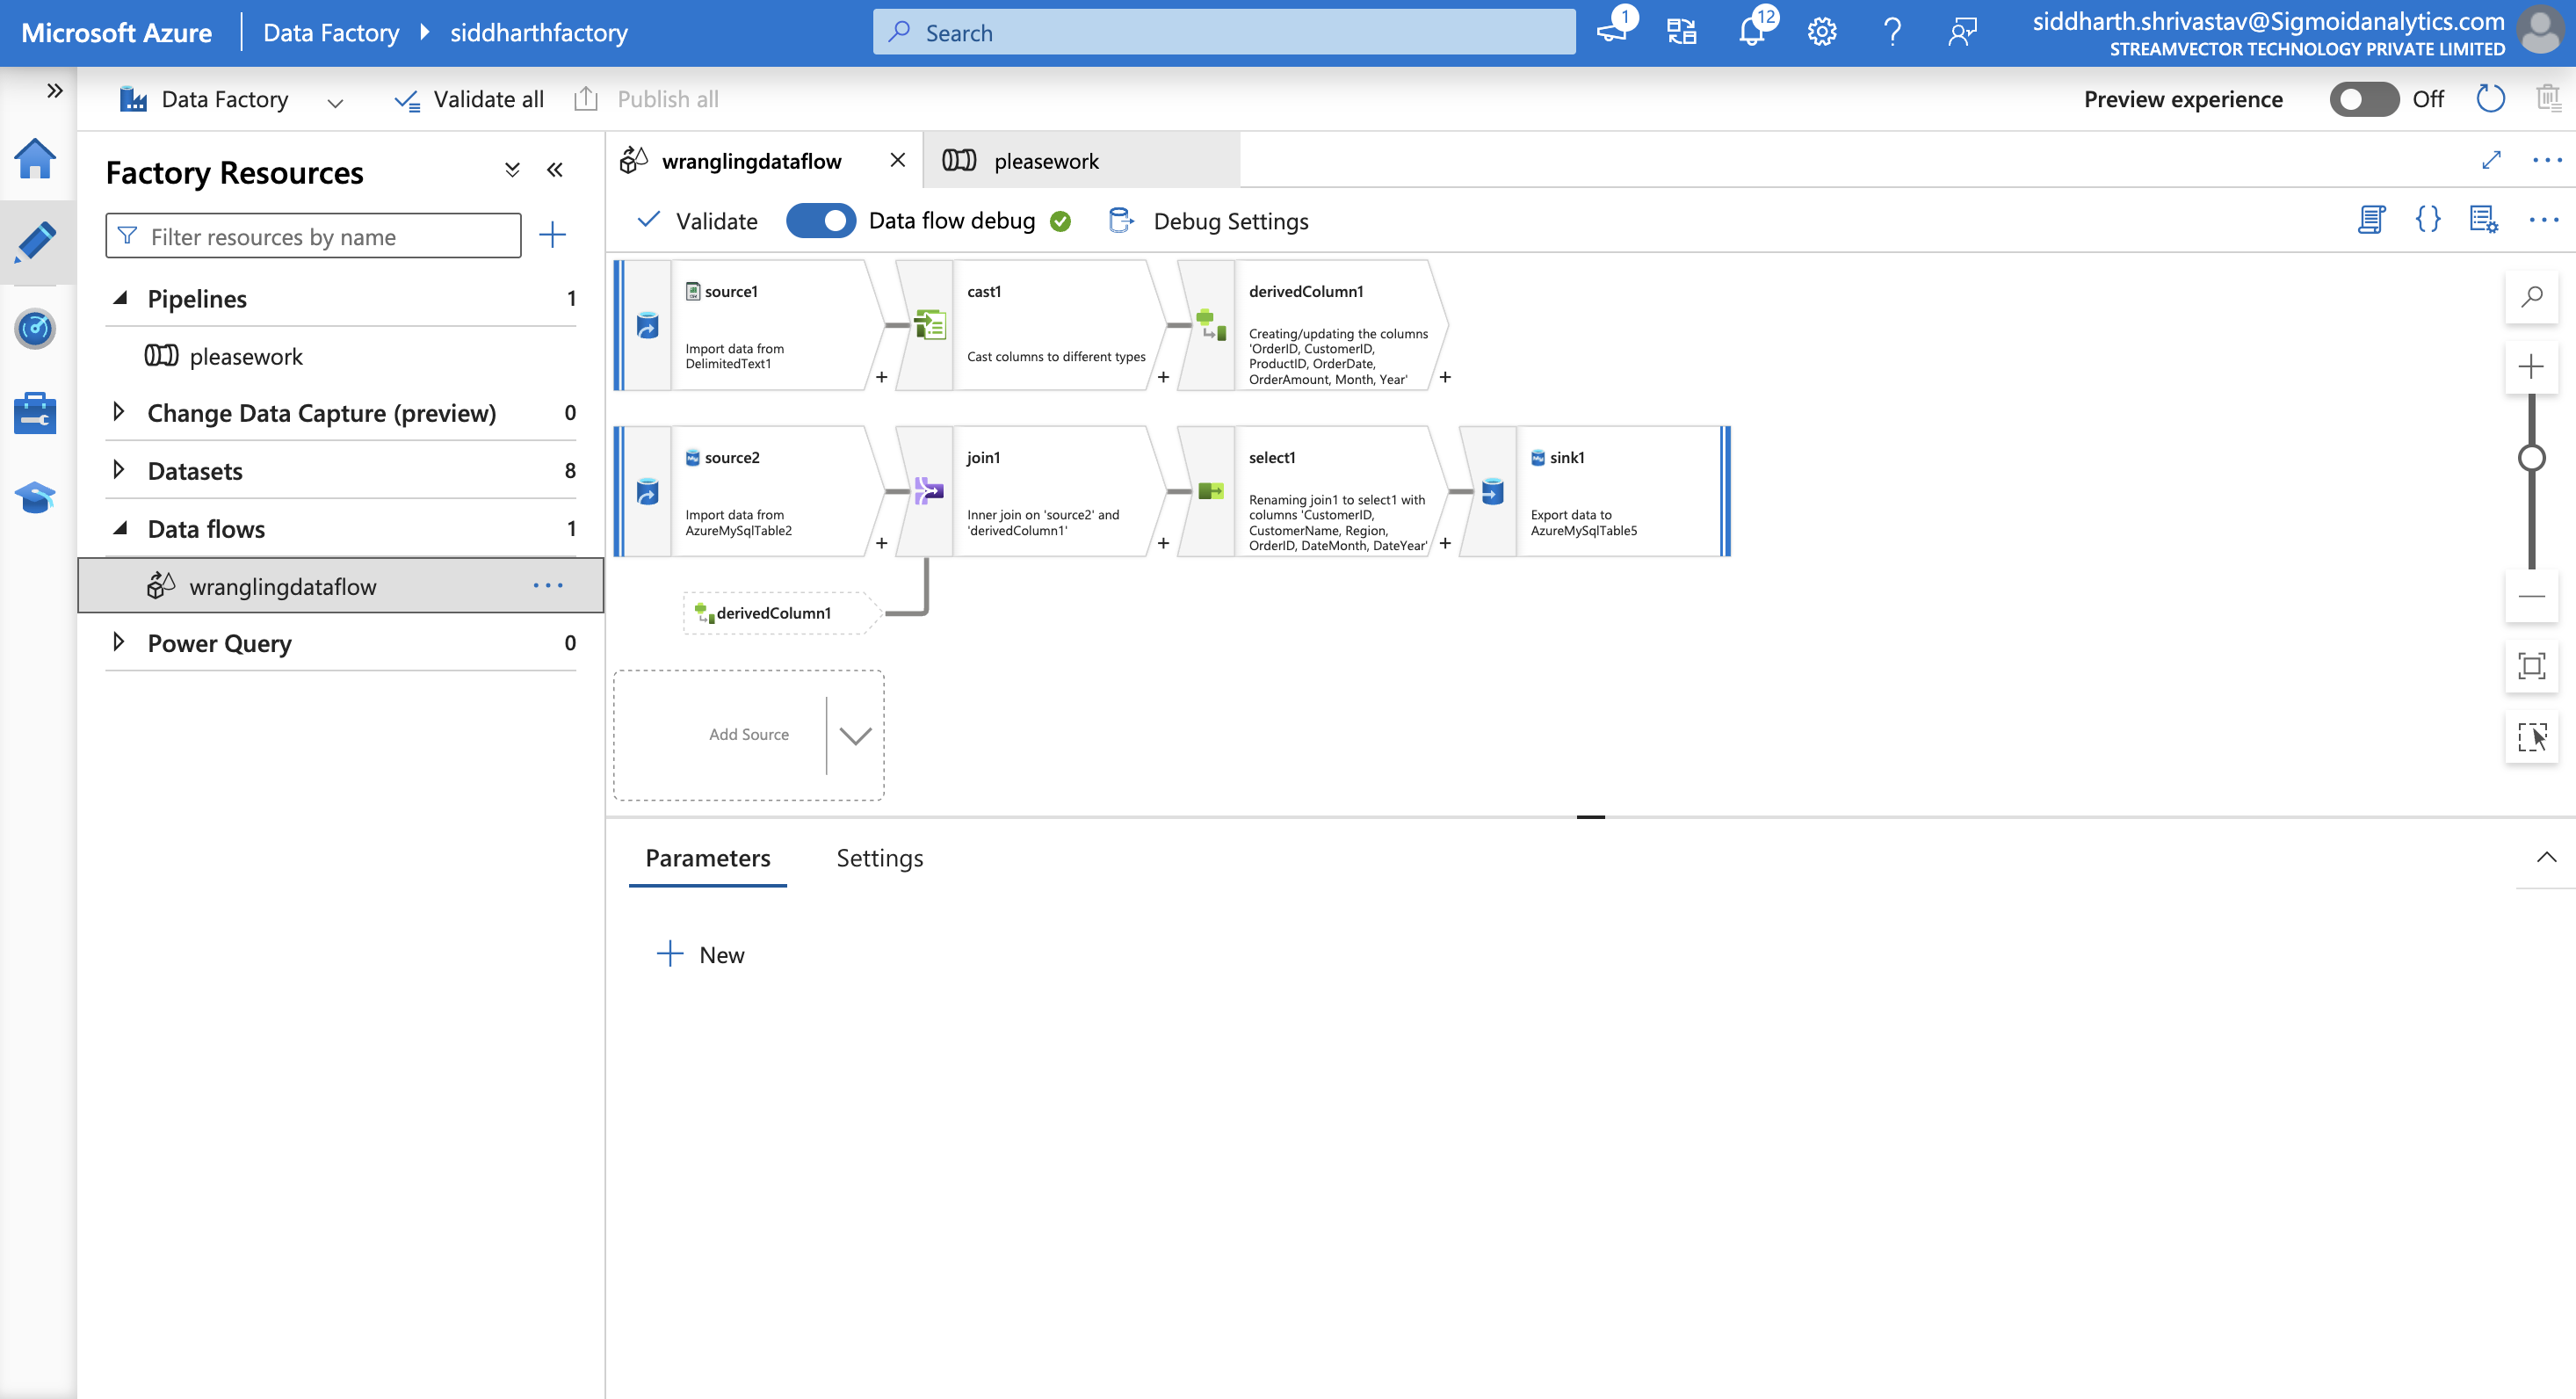 Microsoft Azure
Data Factory
siddharthfactory
Search
1
12
siddharth.shrivastav@Sigmoidanalytics.com
STREAMVECTOR TECHNOLOGY PRIVATE LIMITED
Data Factory
Validate all
Publish all
Preview experience
Off
Factory Resources
Filter resources by name
Pipelines 1
pleasework
Change Data Capture (preview) 0
Datasets 8
Data flows 1
wranglingdataflow
Power Query 0
wranglingdataflow
pleasework
Validate
Data flow debug
Debug Settings
source1
Import data from
DelimitedText1
+
cast1
Cast columns to different types
+
derivedColumn1
Creating/updating the columns
'OrderID, CustomerID,
ProductID, OrderDate,
OrderAmount, Month, Year'
+
source2
Import data from
AzureMySqlTable2
+
join1
Inner join on 'source2' and
'derivedColumn1'
+
select1
Renaming join1 to select1 with
columns 'CustomerID,
CustomerName, Region,
OrderID, DateMonth, DateYear'
+
sink1
Export data to
AzureMySqlTable5
derivedColumn1
Add Source
Parameters
Settings
New